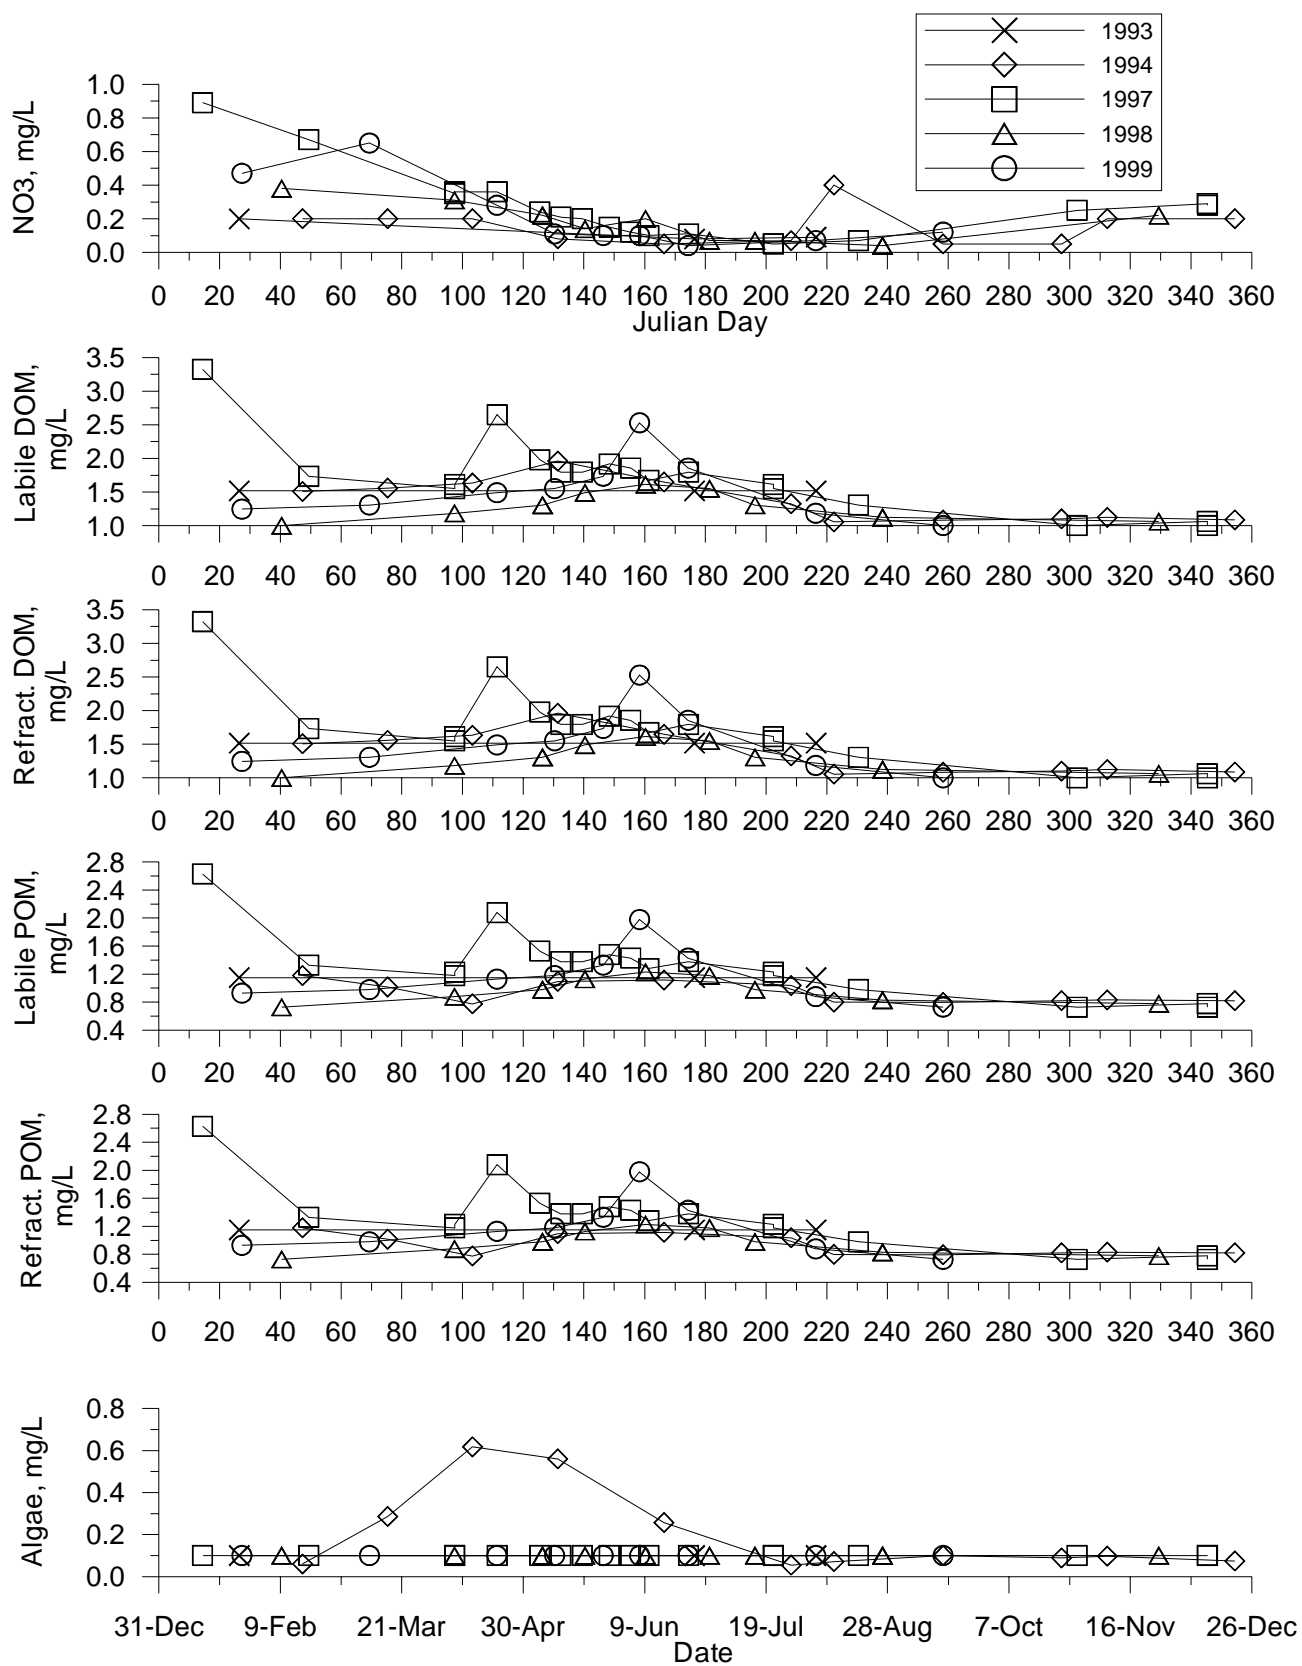 1993
1994
1997
1998
1999
NO3, mg/L
1.0
0.8
0.6
0.4
0.2
0.0
0 20 40 60 80 100 120 140 160 180 200 220 240 260 280 300 320 340 360
Julian Day
Labile DOM,
mg/L
3.5
3.0
2.5
2.0
1.5
1.0
0 20 40 60 80 100 120 140 160 180 200 220 240 260 280 300 320 340 360
Refract. DOM,
mg/L
3.5
3.0
2.5
2.0
1.5
1.0
0 20 40 60 80 100 120 140 160 180 200 220 240 260 280 300 320 340 360
Labile POM,
mg/L
2.8
2.4
2.0
1.6
1.2
0.8
0.4
0 20 40 60 80 100 120 140 160 180 200 220 240 260 280 300 320 340 360
Refract. POM,
mg/L
2.8
2.4
2.0
1.6
1.2
0.8
0.4
0 20 40 60 80 100 120 140 160 180 200 220 240 260 280 300 320 340 360
Algae, mg/L
0.8
0.6
0.4
0.2
0.0
31-Dec 9-Feb 21-Mar 30-Apr 9-Jun 19-Jul 28-Aug 7-Oct 16-Nov 26-Dec
Date